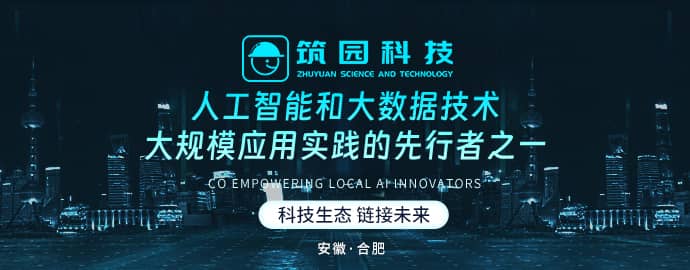 筑园科技
ZHUYUAN SCIENCE AND TECHNOLOGY
人工智能和大数据技术
大规模应用实践的先行者之一
CO EMPOWERING LOCAL AI INNOVATORS
科技生态 链接未来
安徽·合肥